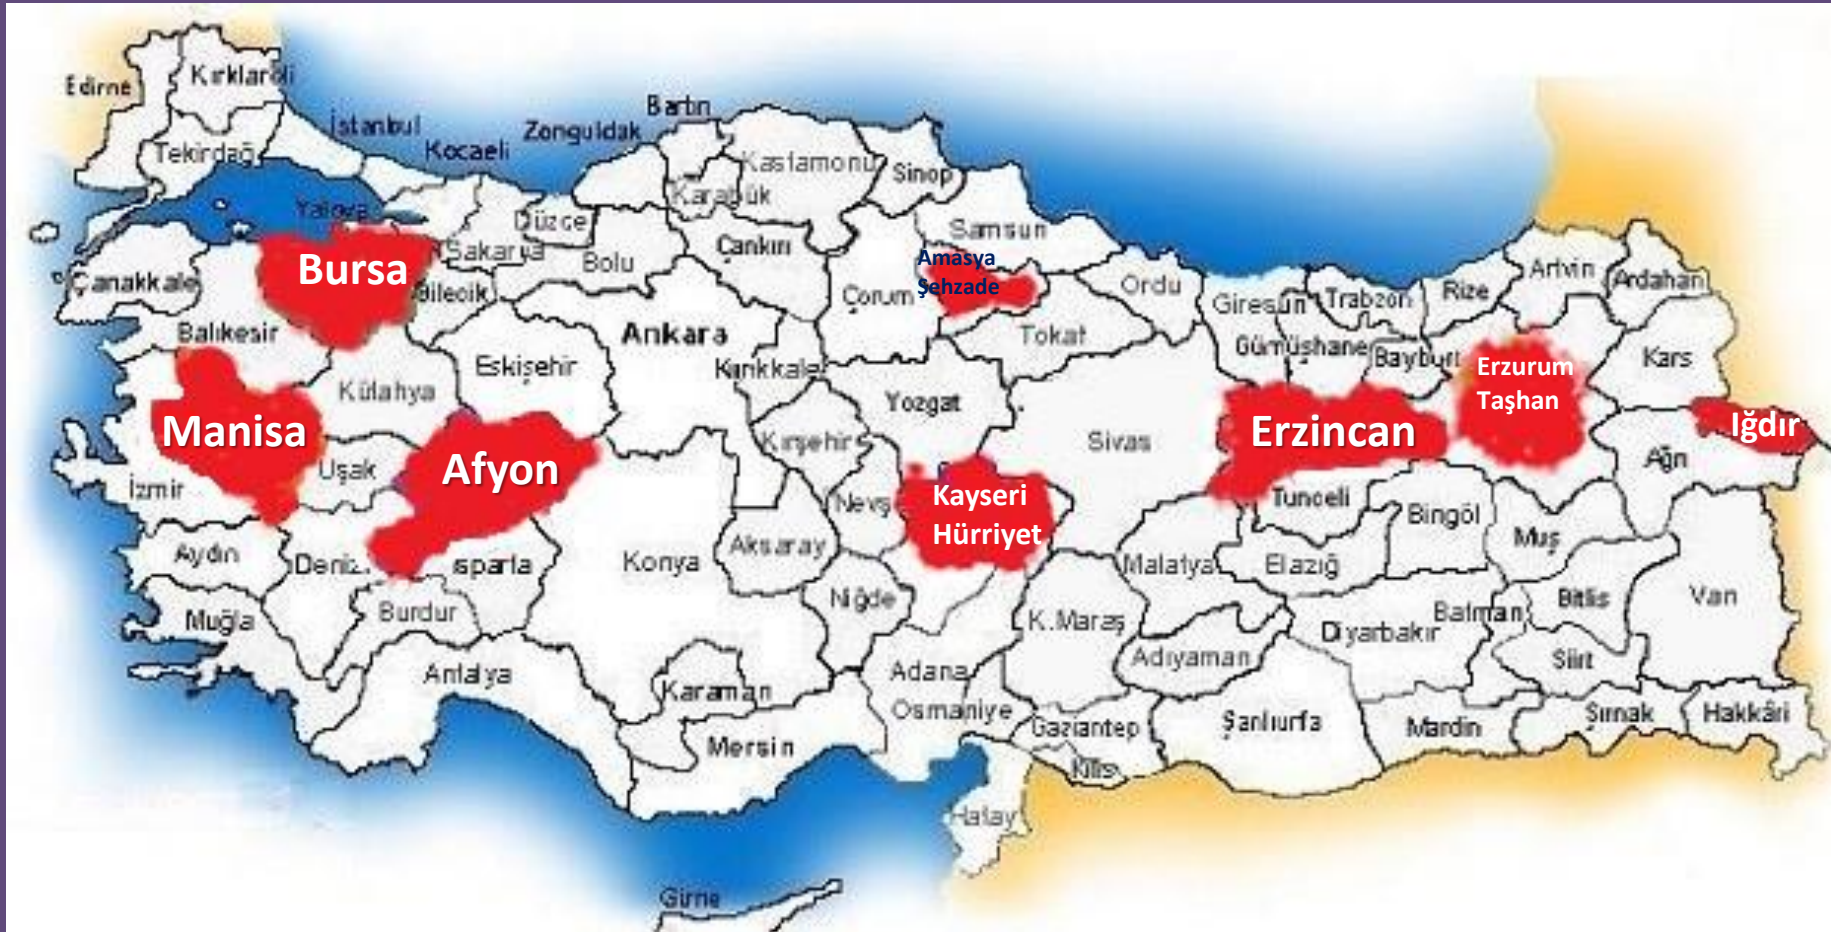 Edirne
Kırklareli
Tekirdağ
İstanbul
Kocaeli
Yalova
Zonguldak
Bartın
Karabük
Kastamonu
Sinop
Düzce
Sakarya
Bolu
Çankırı
Samsun
Amasya
Şehzade
Çorum
Ordu
Giresun
Trabzon
Rize
Artvin
Ardahan
Çanakkale
Bursa
Bilecik
Balıkesir
Eskişehir
Ankara
Kırıkkale
Tokat
Gümüşhane
Bayburt
Erzurum
Taşhan
Kars
Kütahya
Manisa
Afyon
Uşak
İzmir
Kırşehir
Yozgat
Sivas
Erzincan
Iğdır
Ağrı
Nevş
Kayseri
Hürriyet
Tunceli
Bingöl
Muş
Aydın
Deniz
Isparta
Konya
Aksaray
Malatya
Elazığ
Bitlis
Van
Muğla
Burdur
Niğde
K.Maraş
Diyarbakır
Batman
Siirt
Antalya
Karaman
Adana
Osmaniye
Adıyaman
Mersin
Gaziantep
Şanlıurfa
Mardin
Şırnak
Hakkâri
Kilis
Hatay
Girne